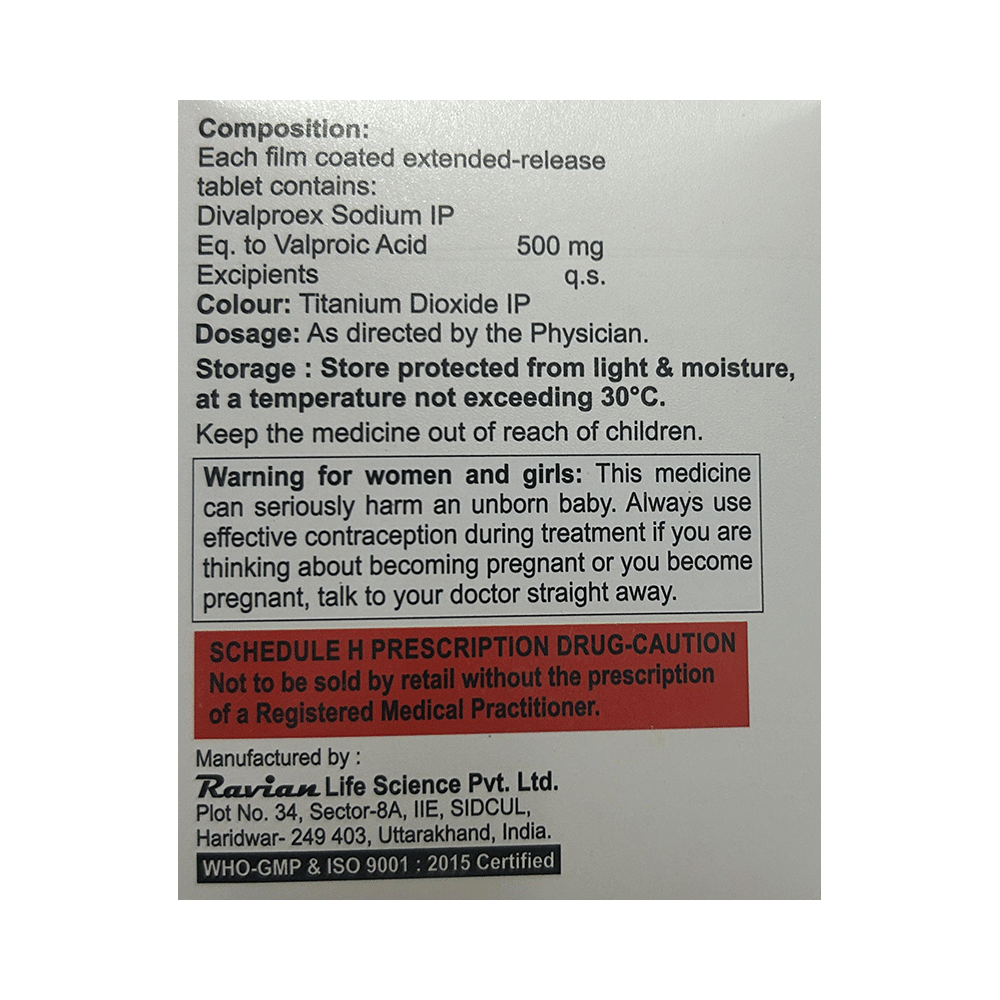 Composition:
Each film coated extended-release
tablet contains:
Divalproex Sodium IP
Eq. to Valproic Acid 500 mg
Excipients q.s.
Colour: Titanium Dioxide IP
Dosage: As directed by the Physician.
Storage : Store protected from light & moisture,
at a temperature not exceeding 30°C.
Keep the medicine out of reach of children.
Warning for women and girls: This medicine
can seriously harm an unborn baby. Always use
effective contraception during treatment if you are
thinking about becoming pregnant or you become
pregnant, talk to your doctor straight away.
SCHEDULE H PRESCRIPTION DRUG-CAUTION
Not to be sold by retail without the prescription
of a Registered Medical Practitioner.
Manufactured by :
Ravian Life Science Pvt. Ltd.
Plot No. 34, Sector-8A, IIE, SIDCUL,
Haridwar- 249 403, Uttarakhand, India.
WHO-GMP & ISO 9001 : 2015 Certified